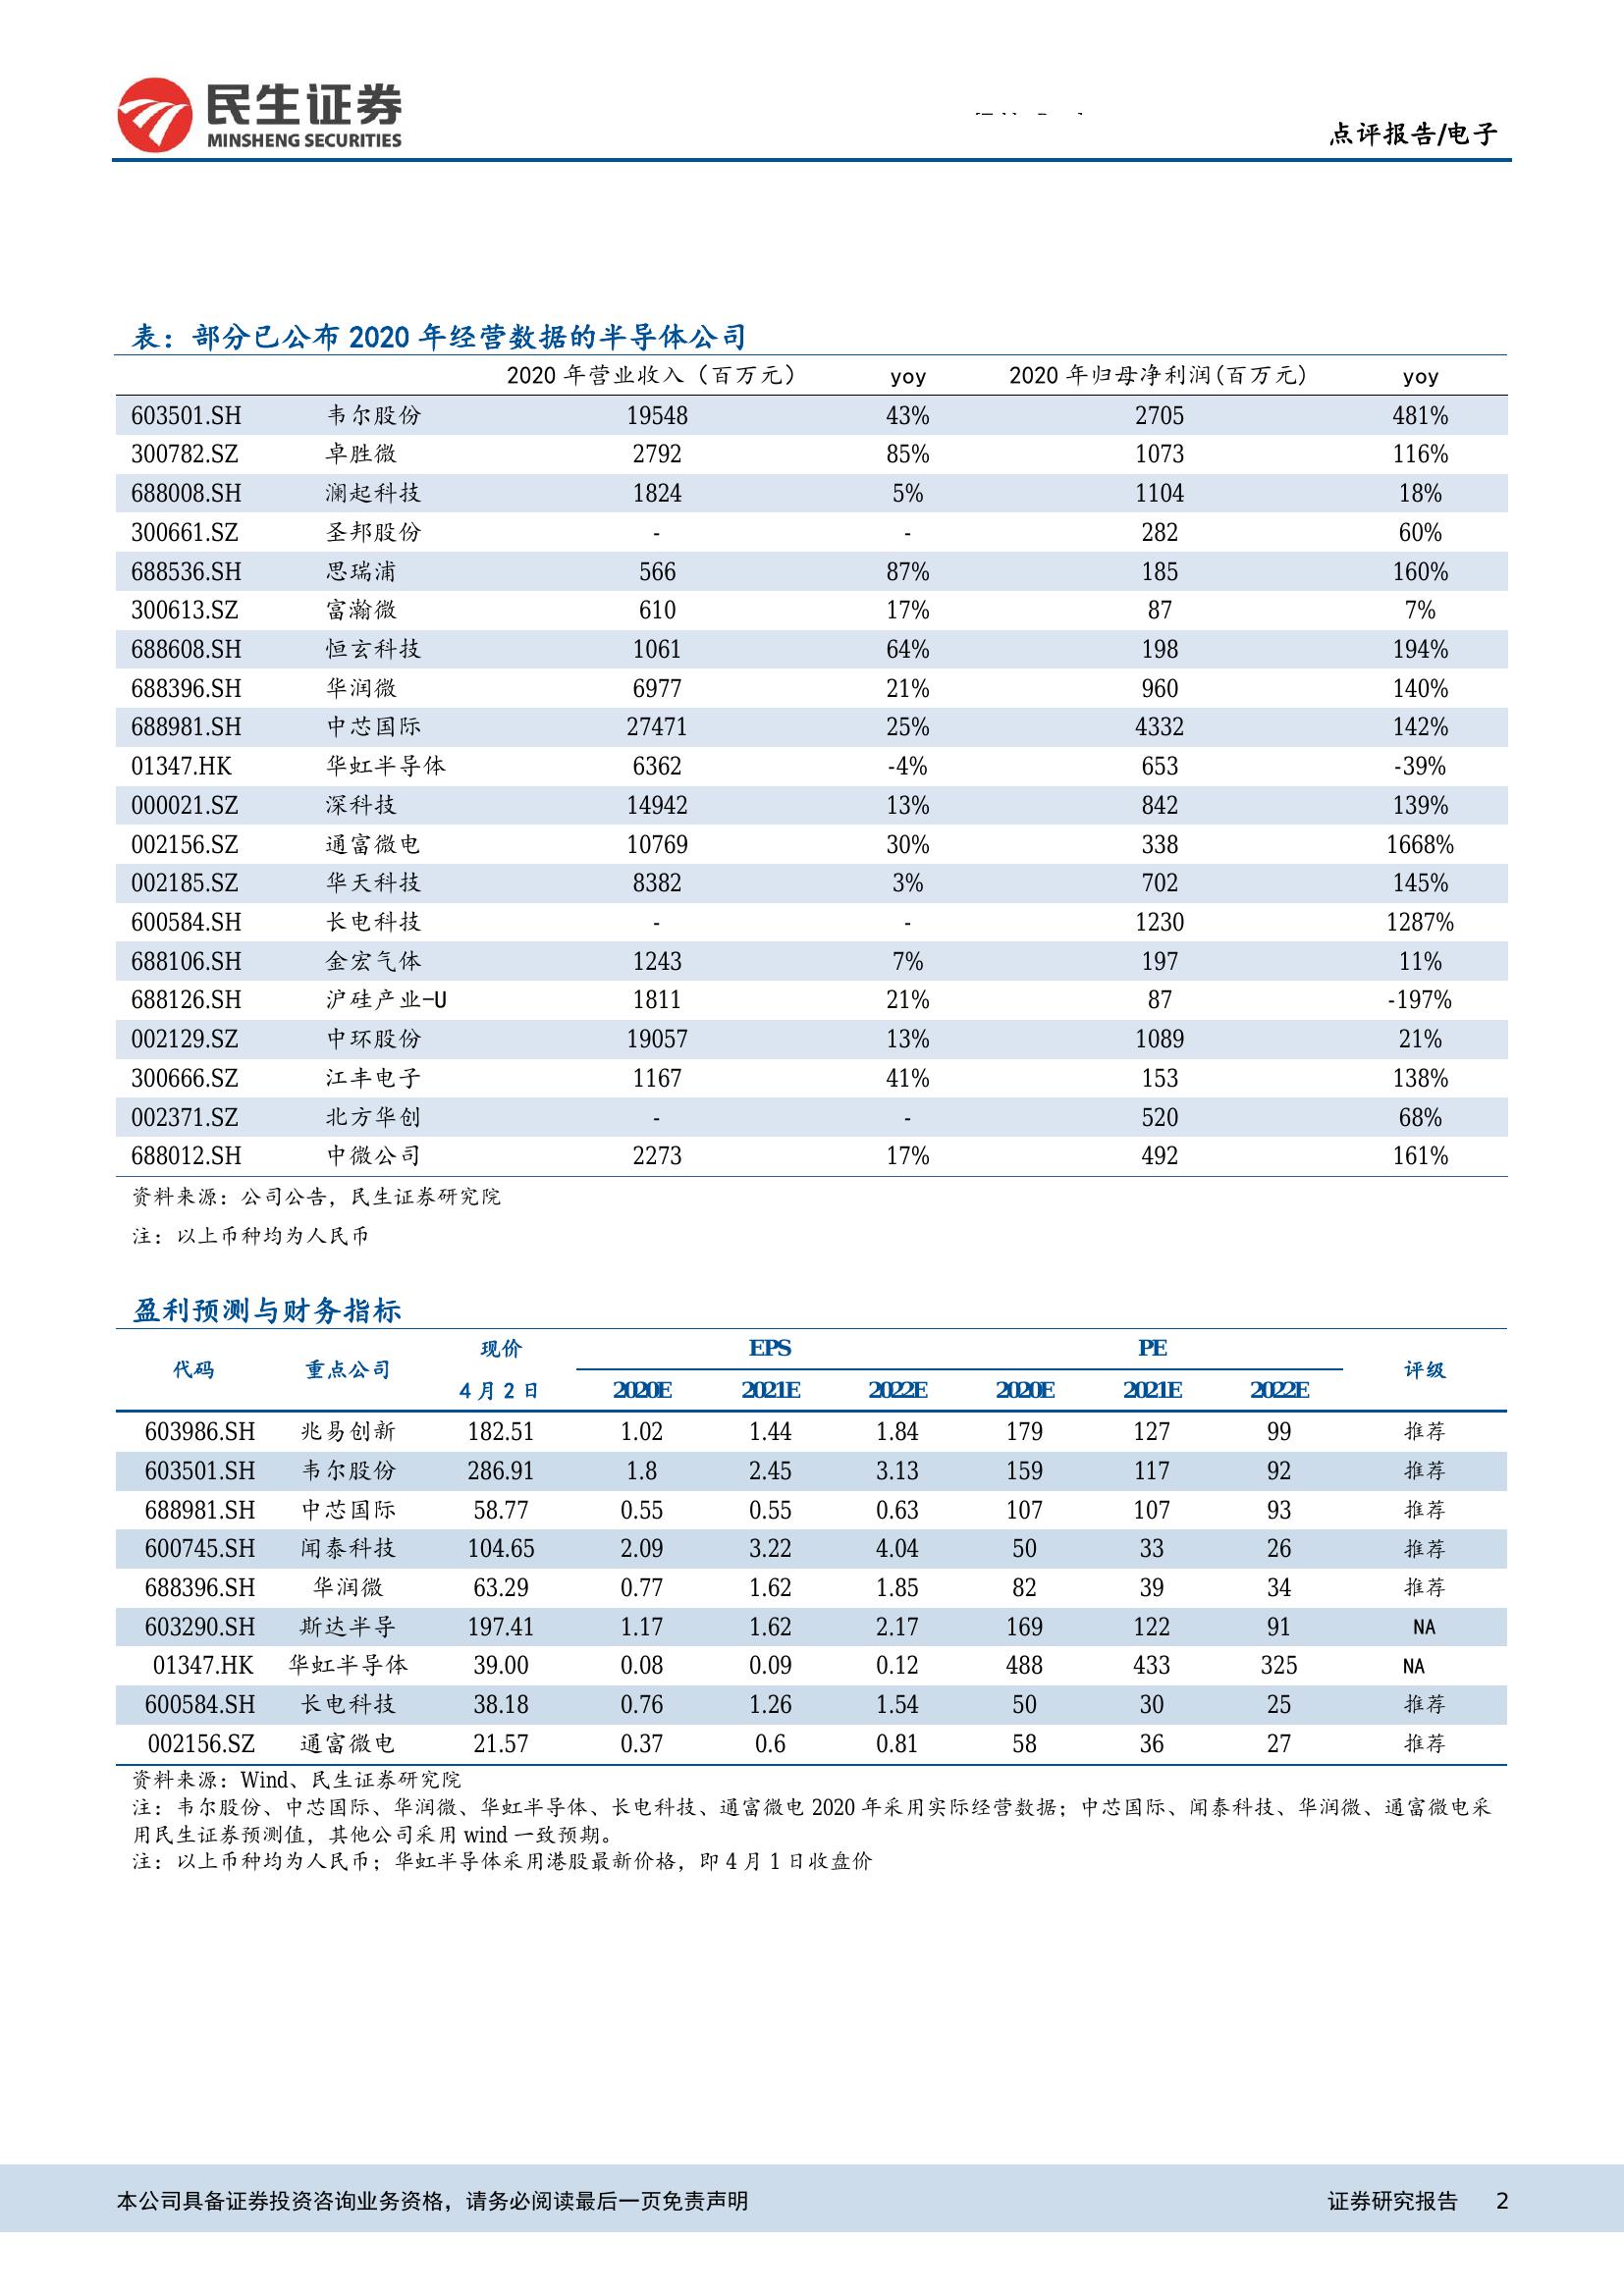 民生证券
MINSHENG SECURITIES
点评报告/电子
表：部分已公布 2020 年经营数据的半导体公司
2020 年营业收入（百万元） yoy 2020 年归母净利润(百万元) yoy
603501.SH 韦尔股份 19548 43% 2705 481%
300782.SZ 卓胜微 2792 85% 1073 116%
688008.SH 澜起科技 1824 5% 1104 18%
300661.SZ 圣邦股份 - - 282 60%
688536.SH 思瑞浦 566 87% 185 160%
300613.SZ 富瀚微 610 17% 87 7%
688608.SH 恒玄科技 1061 64% 198 194%
688396.SH 华润微 6977 21% 960 140%
688981.SH 中芯国际 27471 25% 4332 142%
01347.HK 华虹半导体 6362 -4% 653 -39%
000021.SZ 深科技 14942 13% 842 139%
002156.SZ 通富微电 10769 30% 338 1668%
002185.SZ 华天科技 8382 3% 702 145%
600584.SH 长电科技 - - 1230 1287%
688106.SH 金宏气体 1243 7% 197 11%
688126.SH 沪硅产业-U 1811 21% 87 -197%
002129.SZ 中环股份 19057 13% 1089 21%
300666.SZ 江丰电子 1167 41% 153 138%
002371.SZ 北方华创 - - 520 68%
688012.SH 中微公司 2273 17% 492 161%
资料来源：公司公告，民生证券研究院
注：以上币种均为人民币
盈利预测与财务指标
代码 重点公司 现价 EPS PE 评级
4 月 2 日 2020E 2021E 2022E 2020E 2021E 2022E
603986.SH 兆易创新 182.51 1.02 1.44 1.84 179 127 99 推荐
603501.SH 韦尔股份 286.91 1.8 2.45 3.13 159 117 92 推荐
688981.SH 中芯国际 58.77 0.55 0.55 0.63 107 107 93 推荐
600745.SH 闻泰科技 104.65 2.09 3.22 4.04 50 33 26 推荐
688396.SH 华润微 63.29 0.77 1.62 1.85 82 39 34 推荐
603290.SH 斯达半导 197.41 1.17 1.62 2.17 169 122 91 NA
01347.HK 华虹半导体 39.00 0.08 0.09 0.12 488 433 325 NA
600584.SH 长电科技 38.18 0.76 1.26 1.54 50 30 25 推荐
002156.SZ 通富微电 21.57 0.37 0.6 0.81 58 36 27 推荐
资料来源：Wind、民生证券研究院
注：韦尔股份、中芯国际、华润微、华虹半导体、长电科技、通富微电 2020 年采用实际经营数据；中芯国际、闻泰科技、华润微、通富微电采
用民生证券预测值，其他公司采用 wind 一致预期。
注：以上币种均为人民币；华虹半导体采用港股最新价格，即 4 月 1 日收盘价
本公司具备证券投资咨询业务资格，请务必阅读最后一页免责声明 证券研究报告 2